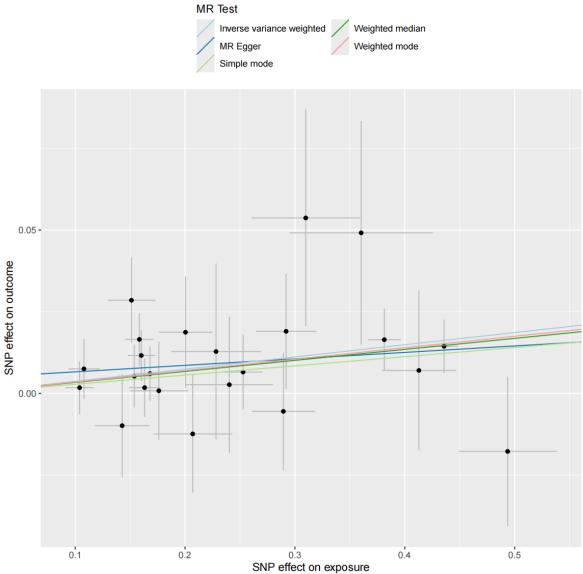 MR Test
Inverse variance weighted
Weighted median
MR Egger
Weighted mode
Simple mode
SNP effect on outcome
0.05
0.00
0.1 0.2 0.3 0.4 0.5
SNP effect on exposure